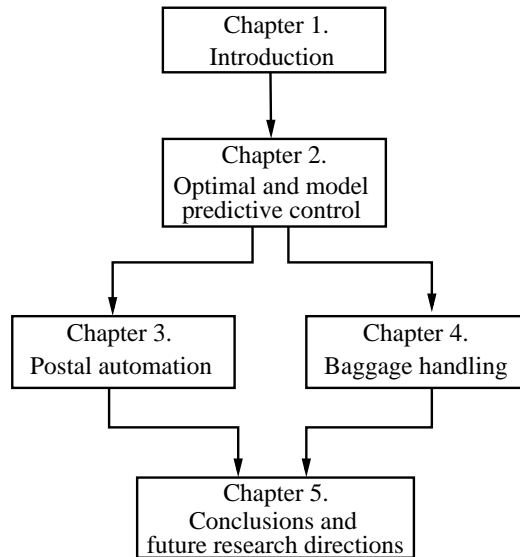 Chapter 1.
Introduction
Chapter 2.
Optimal and model
predictive control
Chapter 3.
Postal automation
Chapter 4.
Baggage handling
Chapter 5.
Conclusions and
future research directions